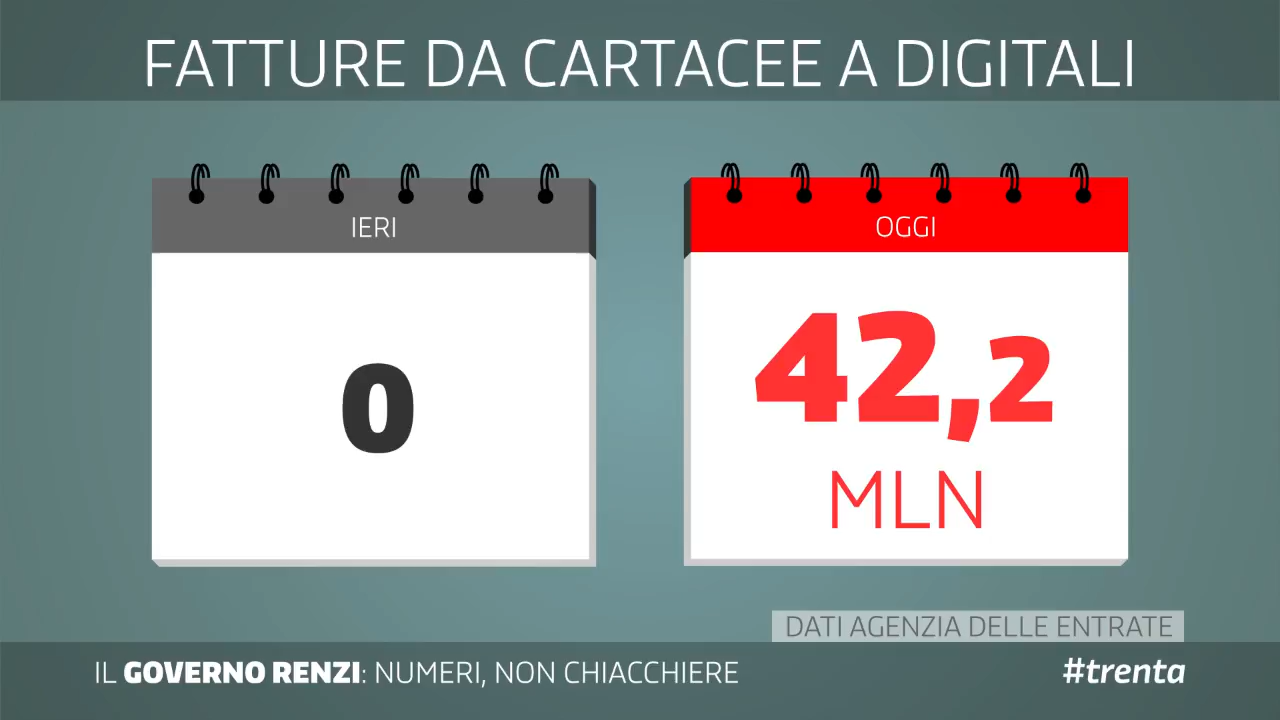 FATTURE DA CARTACEE A DIGITALI
IERI
0
OGGI
42,2
MLN
DATI AGENZIA DELLE ENTRATE
IL GOVERNO RENZI: NUMERI, NON CHIACCHIERE
#trenta